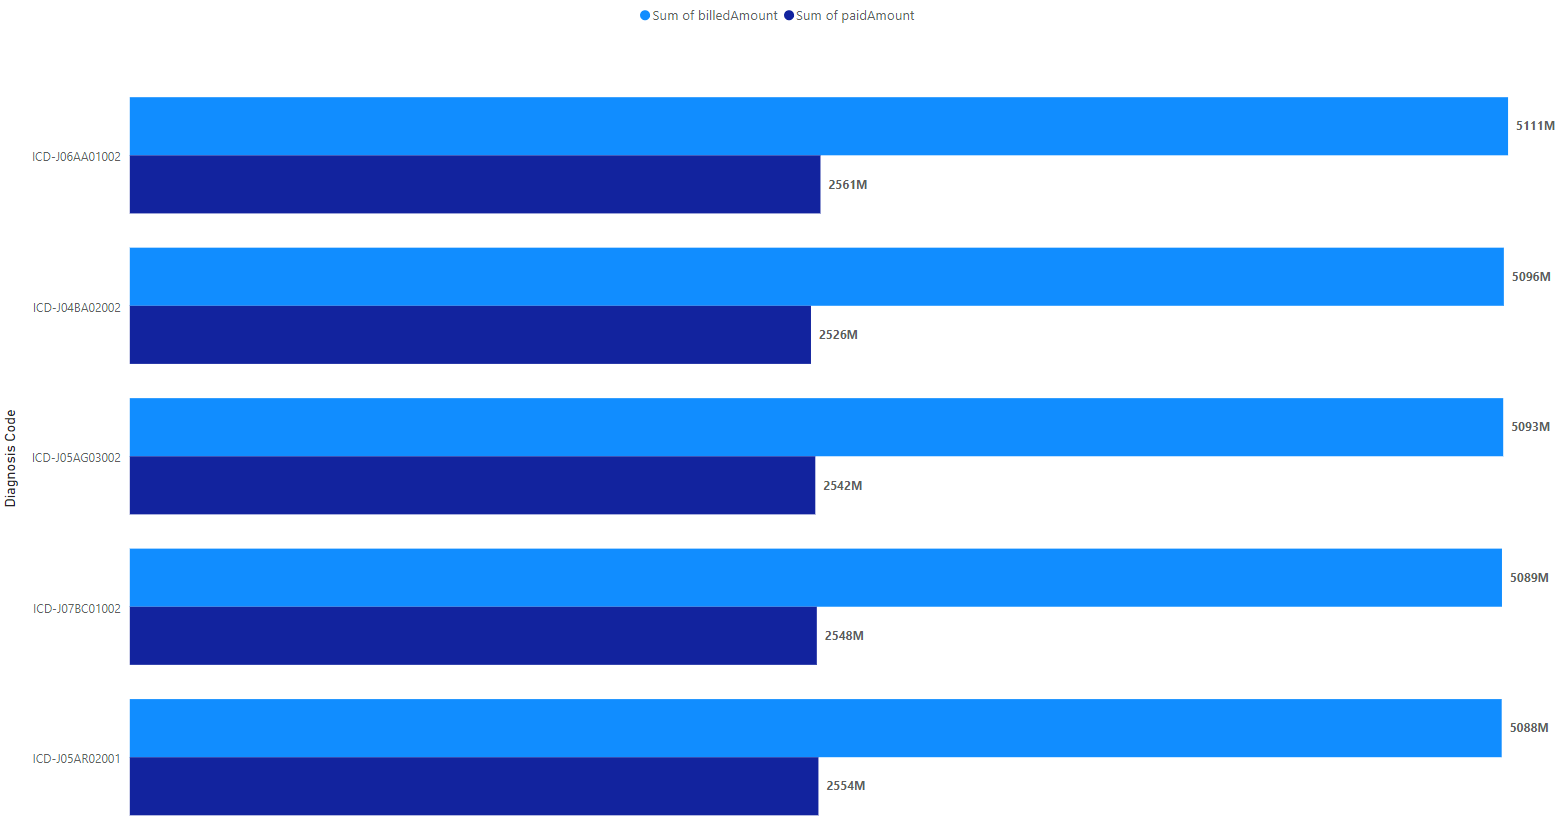 Sum of billedAmount Sum of paidAmount
Diagnosis Code
ICD-J06AA01002
5111M
2561M
ICD-J04BA02002
5096M
2526M
ICD-J05AG03002
5093M
2542M
ICD-J07BC01002
5089M
2548M
ICD-J05AR02001
5088M
2554M